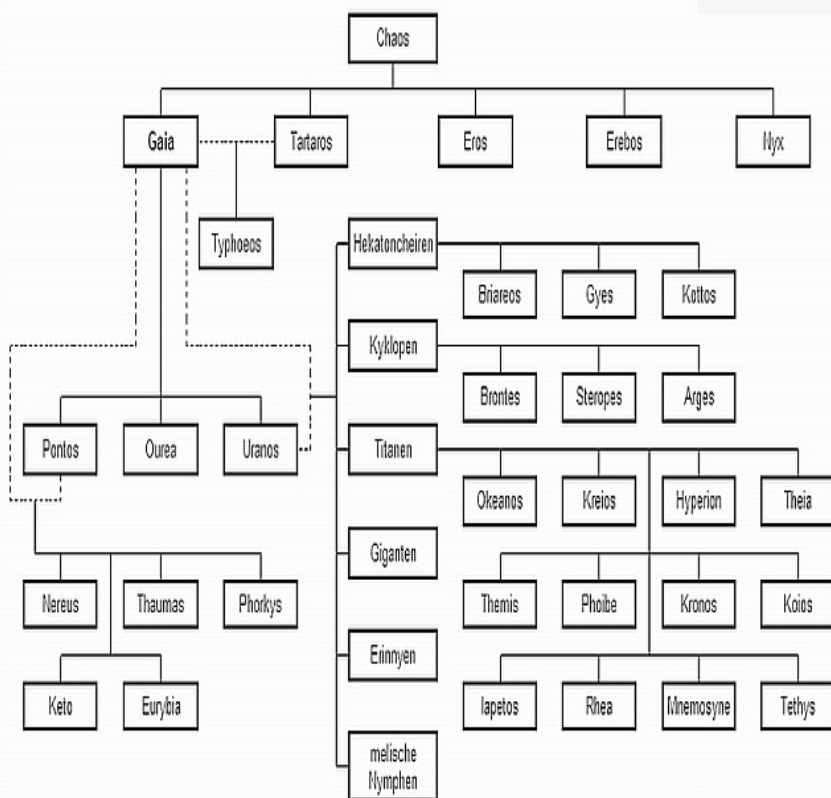 Chaos
Gaia
Tartaros
Eros
Erebos
Nyx
Typhoeos
Hekatoncheiren
Briareos
Gyes
Kottos
Kyklopen
Brontes
Steropes
Arges
Pontos
Ourea
Uranos
Titanen
Okeanos
Kreios
Hyperion
Theia
Giganten
Nereus
Thaumas
Phorkys
Themis
Phoibe
Kronos
Koios
Erinnyen
Keto
Eurybia
Iapetos
Rhea
Mnemosyne
Tethys
melische
Nymphen